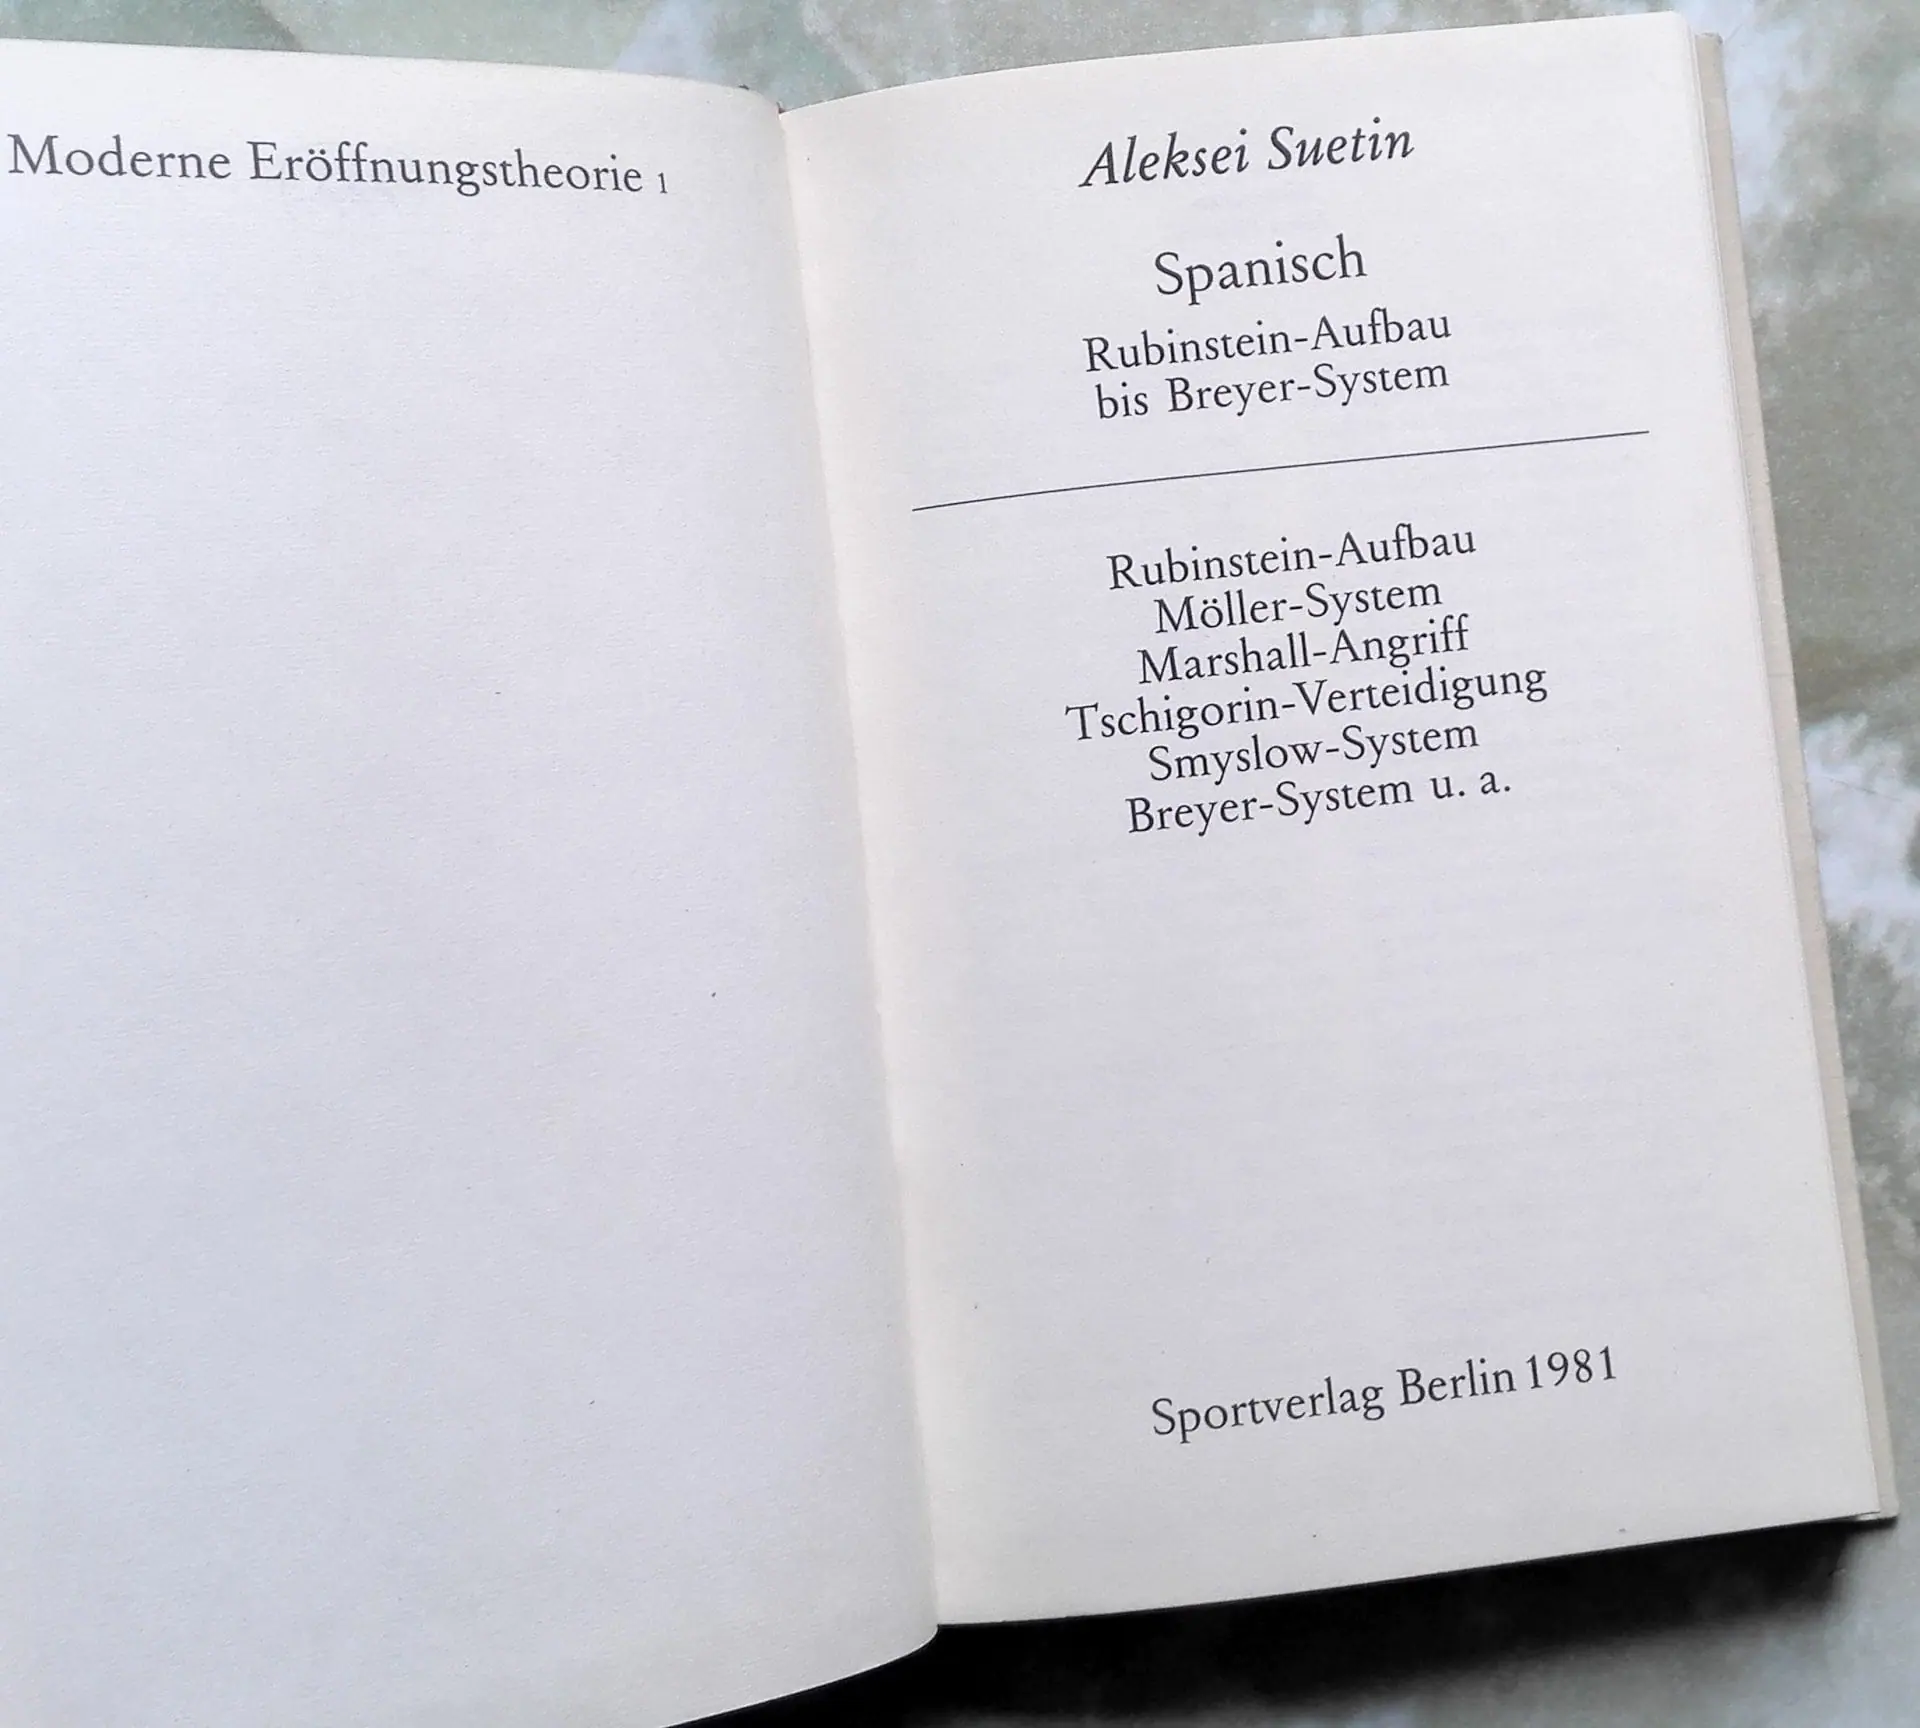 Moderne Eröffnungstheorie 1
Aleksei Suetin
Spanisch
Rubinstein-Aufbau
bis Breyer-System
Rubinstein-Aufbau
Möller-System
Marshall-Angriff
Tschigorin-Verteidigung
Smyslow-System
Breyer-System u. a.
Sportverlag Berlin 1981